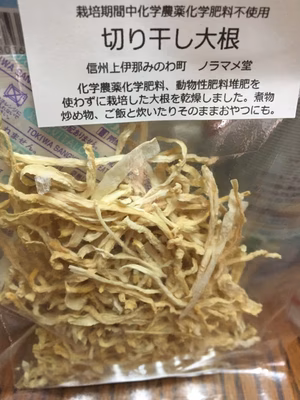 栽培期間中化学農薬化学肥料不使用
切り干し大根
信州上伊那みのわ町　ノラマメ堂
化学農薬化学肥料、動物性肥料堆肥を
使わずに栽培した大根を乾燥しました。煮物
炒め物、ご飯と炊いたりそのままおやつにも。